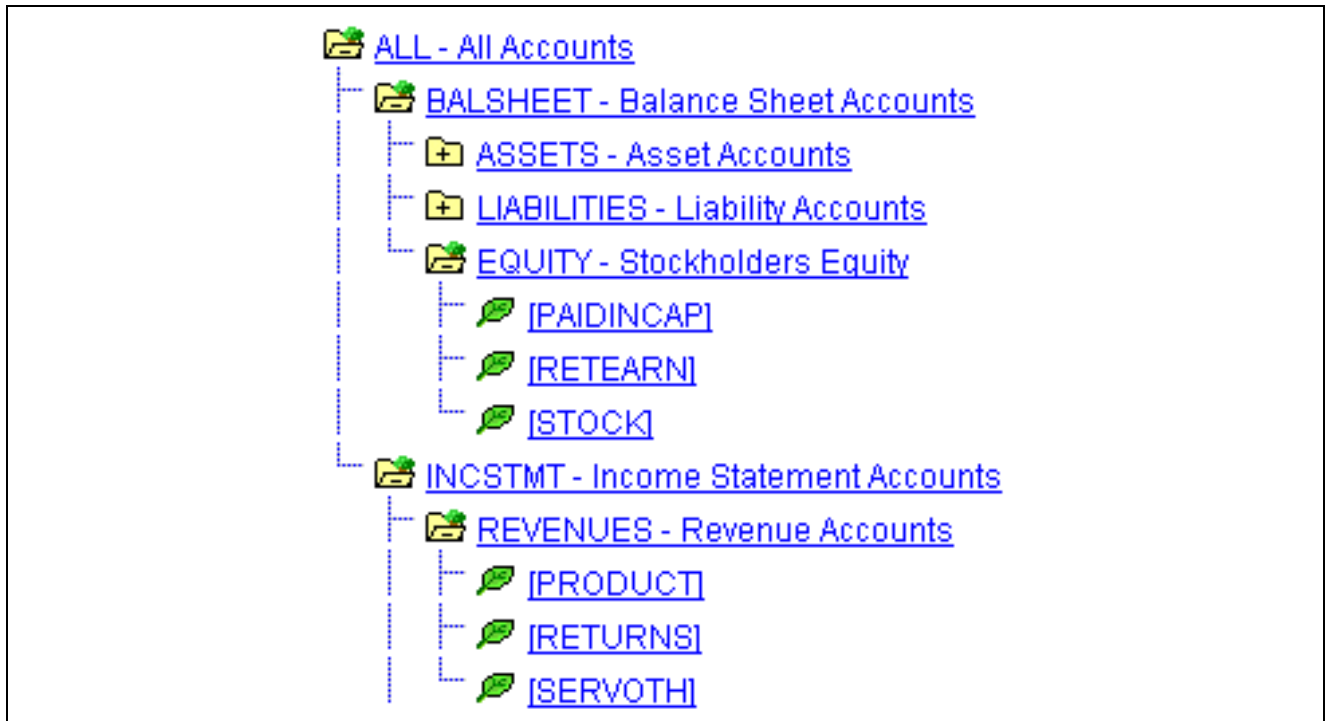 ALL - All Accounts
BALSHEET - Balance Sheet Accounts
ASSETS - Asset Accounts
LIABILITIES - Liability Accounts
EQUITY - Stockholders Equity
[PAIDINCAP]
[RETEARN]
[STOCK]
INCSTMT - Income Statement Accounts
REVENUES - Revenue Accounts
[PRODUCT]
[RETURNS]
[SERVOTH]